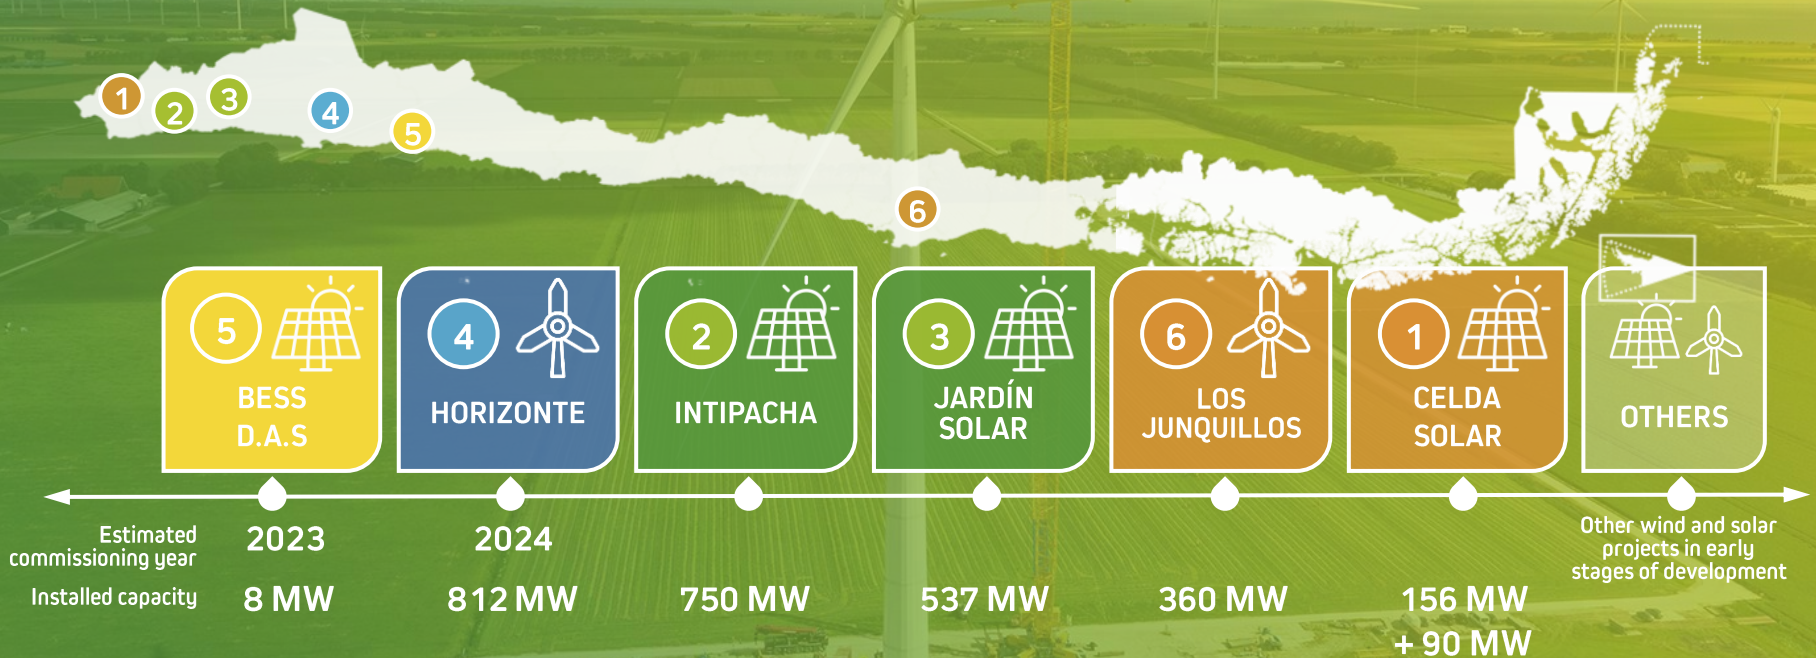 1
2
3
4
5
6
5
BESS
D.A.S
4
HORIZONTE
2
INTIPACHA
3
JARDÍN
SOLAR
6
LOS
JUNQUILLOS
1
CELDA
SOLAR
OTHERS
Estimated
commissioning year
2023
2024
Other wind and solar
projects in early
stages of development
Installed capacity
8 MW
812 MW
750 MW
537 MW
360 MW
156 MW
+ 90 MW